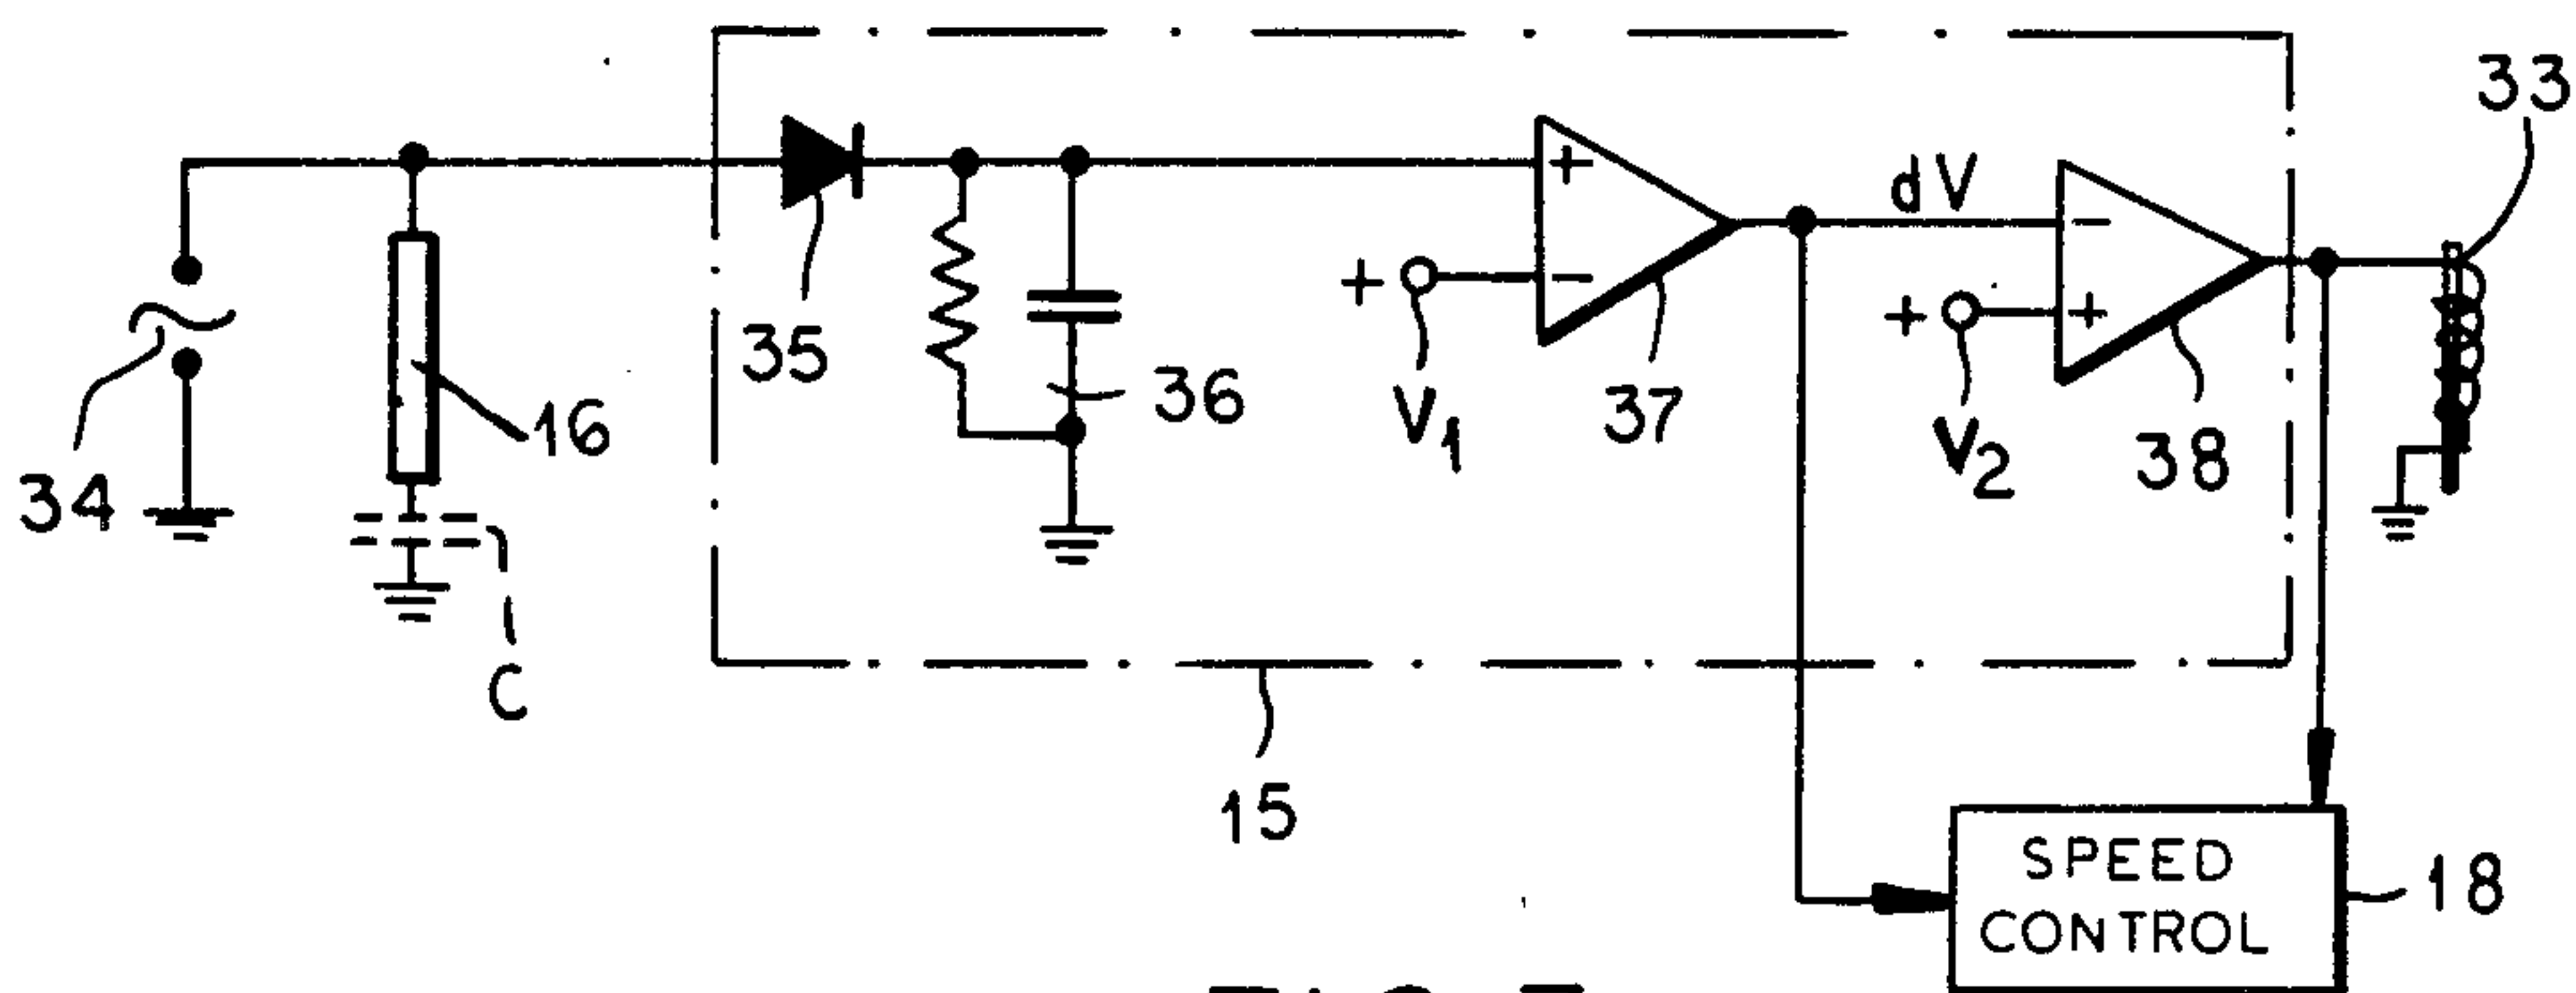 33
+
-
dV
-
+
+
35
36
+
V1
37
+
V2
38
16
34
C
15
SPEED
CONTROL
18